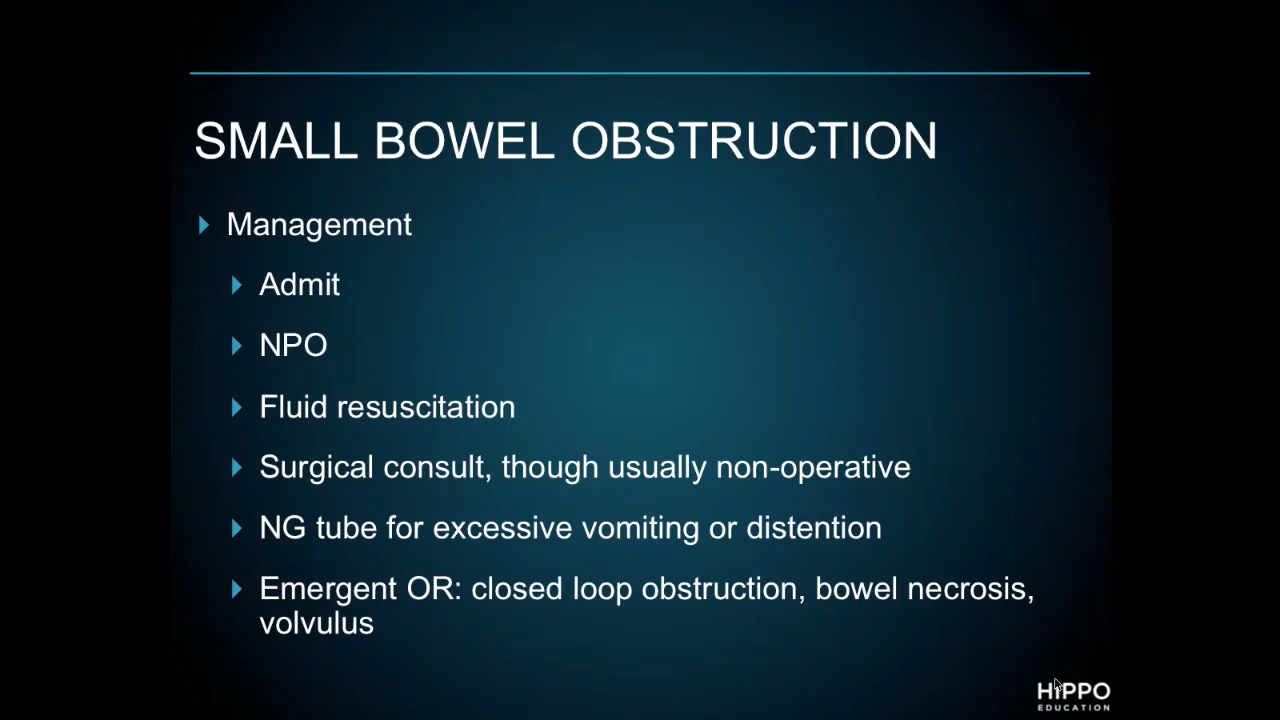 SMALL BOWEL OBSTRUCTION
Management
Admit
NPO
Fluid resuscitation
Surgical consult, though usually non-operative
NG tube for excessive vomiting or distention
Emergent OR: closed loop obstruction, bowel necrosis,
volvulus
HIPPO
EDUCATION